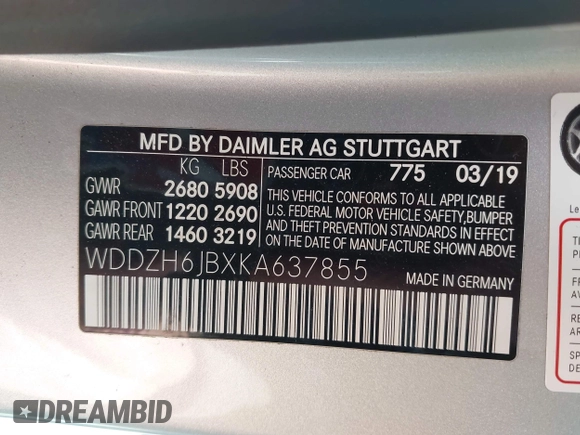 MFD BY DAIMLER AG STUTTGART
KG LBS
GVWR 2680 5908
GAWR FRONT 1220 2690
GAWR REAR 1460 3219
PASSENGER CAR 775 03/19
THIS VEHICLE CONFORMS TO ALL APPLICABLE
U.S. FEDERAL MOTOR VEHICLE SAFETY,BUMPER
AND THEFT PREVENTION STANDARDS IN EFFECT
ON THE DATE OF MANUFACTURE SHOWN ABOVE.
WDDZH6JBXKA637855
MADE IN GERMANY
Le
DREAMBID